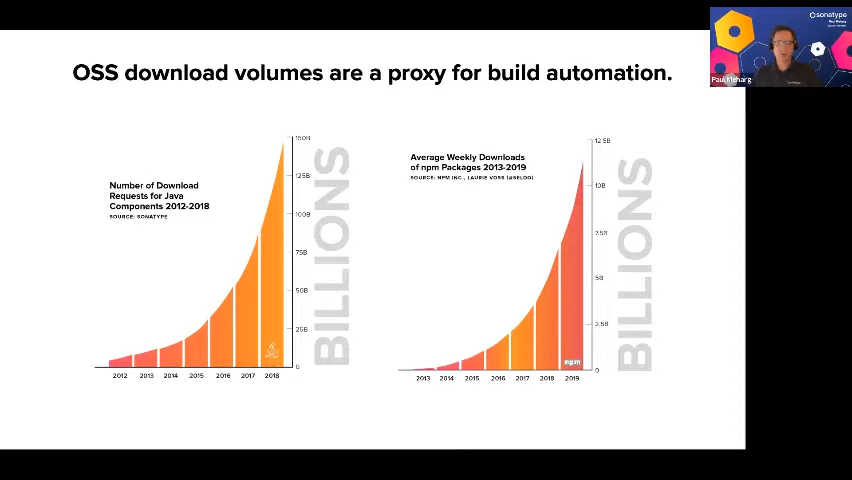 sonatype
Paul Meharg
Paul Meharg
OSS download volumes are a proxy for build automation.
Number of Download
Requests for Java
Components 2012-2018
SOURCE: SONATYPE
150B
125B
100B
75B
50B
25B
0
BILLIONS
2012 2013 2014 2015 2016 2017 2018
Average Weekly Downloads
of npm Packages 2013-2019
SOURCE: NPM INC., LAURIE VOSS (@SELDO)
12.5B
10B
7.5B
5B
2.5B
0
BILLIONS
npm
2013 2014 2015 2016 2017 2018 2019